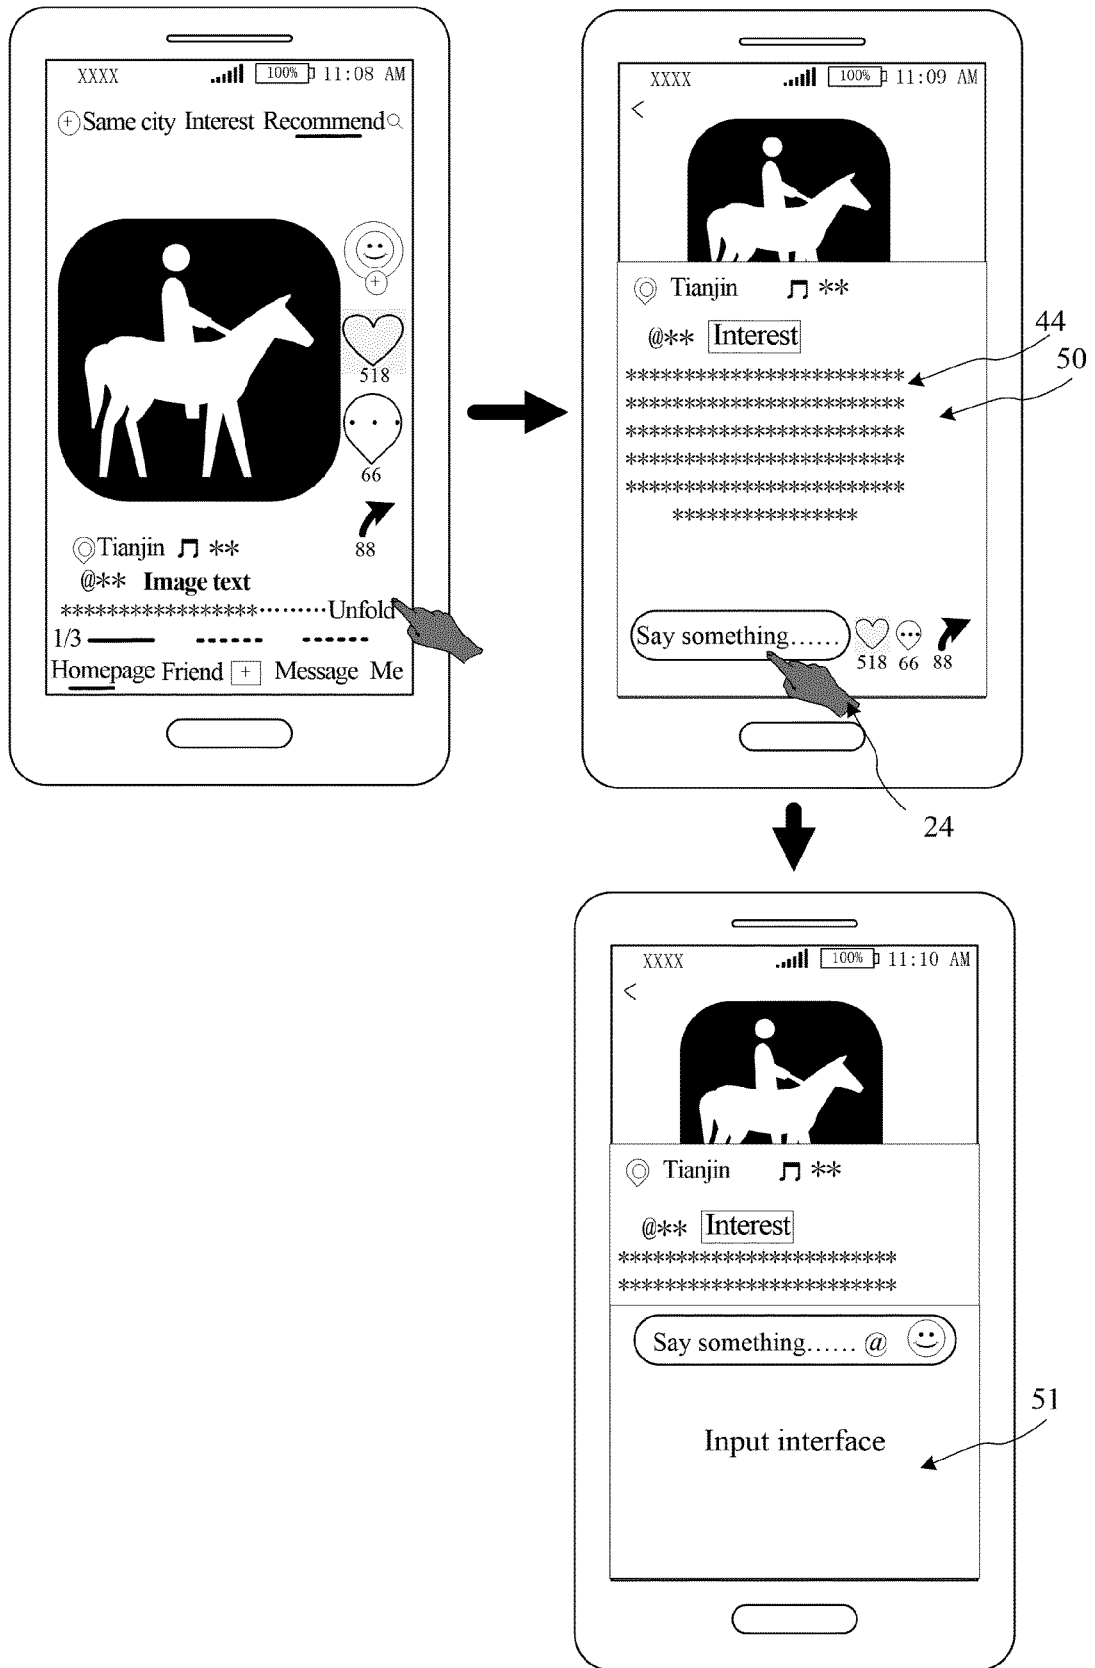 XXXX 100% 11:08 AM
Same city Interest Recommend
518
66
88
Tianjin **
@** Image text
*****************·········Unfold
1/3
Homepage Friend + Message Me
XXXX 100% 11:09 AM
<
Tianjin **
@** Interest
************************
************************
************************
************************
************************
****************
Say something......
518 66 88
44
50
24
XXXX 100% 11:10 AM
<
Tianjin **
@** Interest
************************
************************
Say something...... @
Input interface
51